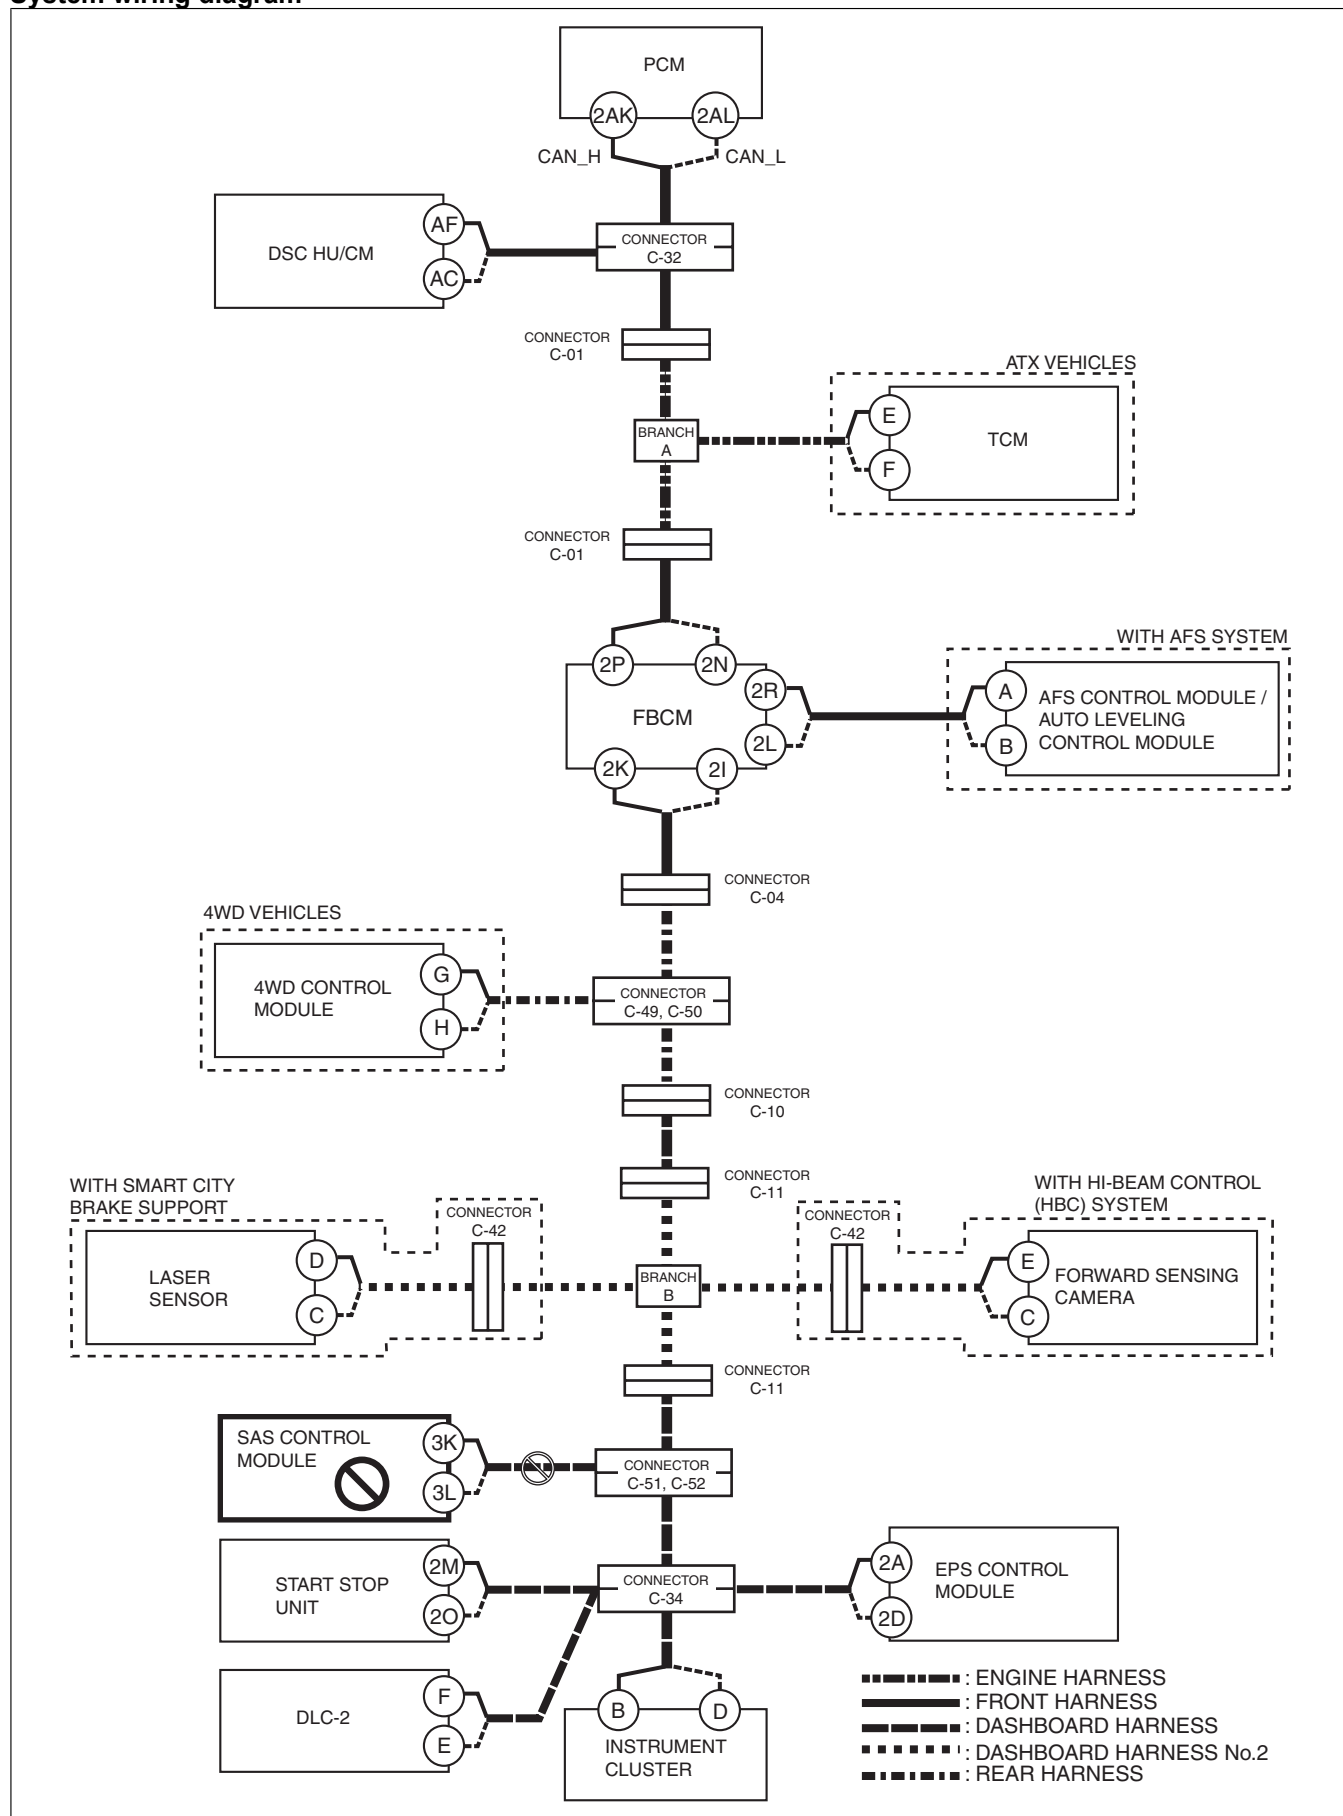 System wiring diagram
PCM
2AK
2AL
CAN_H
CAN_L
DSC HU/CM
AF
AC
CONNECTOR
C-32
CONNECTOR
C-01
ATX VEHICLES
BRANCH
A
E
F
TCM
CONNECTOR
C-01
WITH AFS SYSTEM
2P
2N
2R
2L
FBCM
2K
2I
A
B
AFS CONTROL MODULE /
AUTO LEVELING
CONTROL MODULE
CONNECTOR
C-04
4WD VEHICLES
4WD CONTROL
MODULE
G
H
CONNECTOR
C-49, C-50
CONNECTOR
C-10
CONNECTOR
C-11
WITH SMART CITY
BRAKE SUPPORT
CONNECTOR
C-42
LASER
SENSOR
D
C
BRANCH
B
WITH HI-BEAM CONTROL
(HBC) SYSTEM
CONNECTOR
C-42
E
C
FORWARD SENSING
CAMERA
CONNECTOR
C-11
SAS CONTROL
MODULE
3K
3L
CONNECTOR
C-51, C-52
START STOP
UNIT
2M
2O
CONNECTOR
C-34
2A
2D
EPS CONTROL
MODULE
DLC-2
F
E
B
D
INSTRUMENT
CLUSTER
: ENGINE HARNESS
: FRONT HARNESS
: DASHBOARD HARNESS
: DASHBOARD HARNESS No.2
: REAR HARNESS